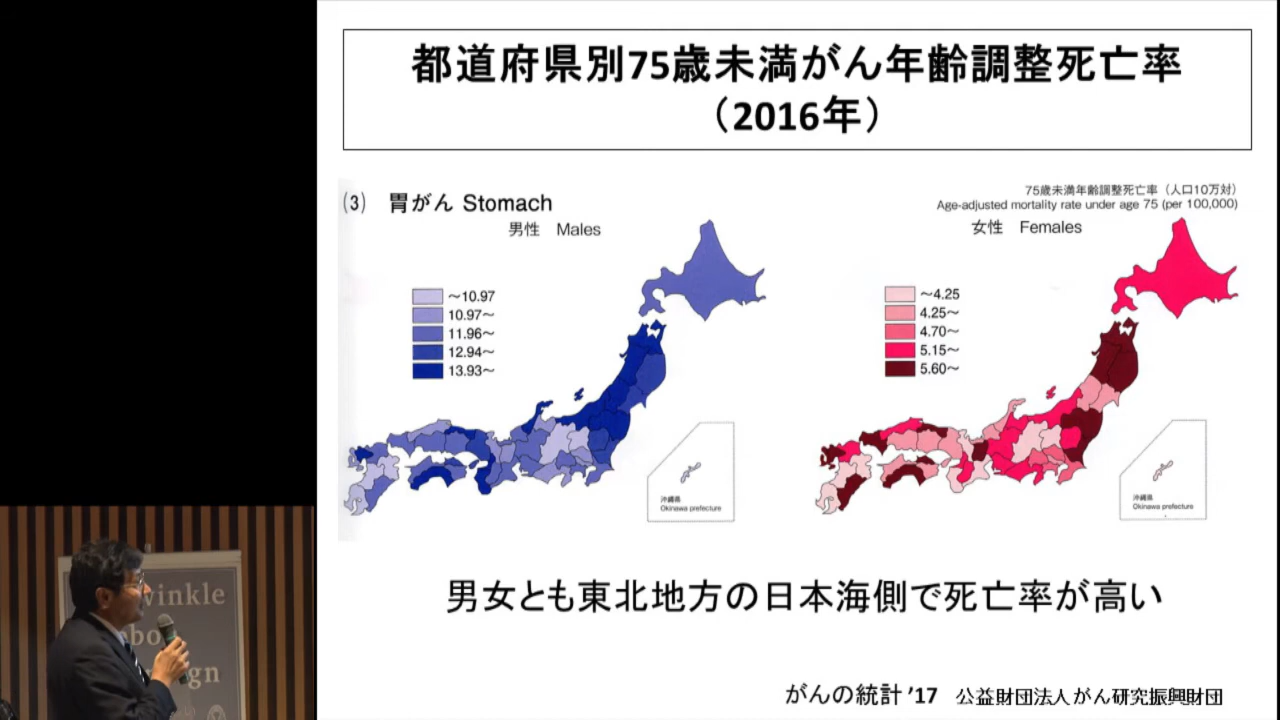 都道府県別75歳未満がん年齢調整死亡率
（2016年）
(3) 胃がん Stomach
75歳未満年齢調整死亡率（人口10万対）
Age-adjusted mortality rate under age 75 (per 100,000)
男性 Males
女性 Females
～10.97
10.97～
11.96～
12.94～
13.93～
～4.25
4.25～
4.70～
5.15～
5.60～
沖縄県
Okinawa prefecture
沖縄県
Okinawa prefecture
男女とも東北地方の日本海側で死亡率が高い
がんの統計 ’17 公益財団法人がん研究振興財団
winkle